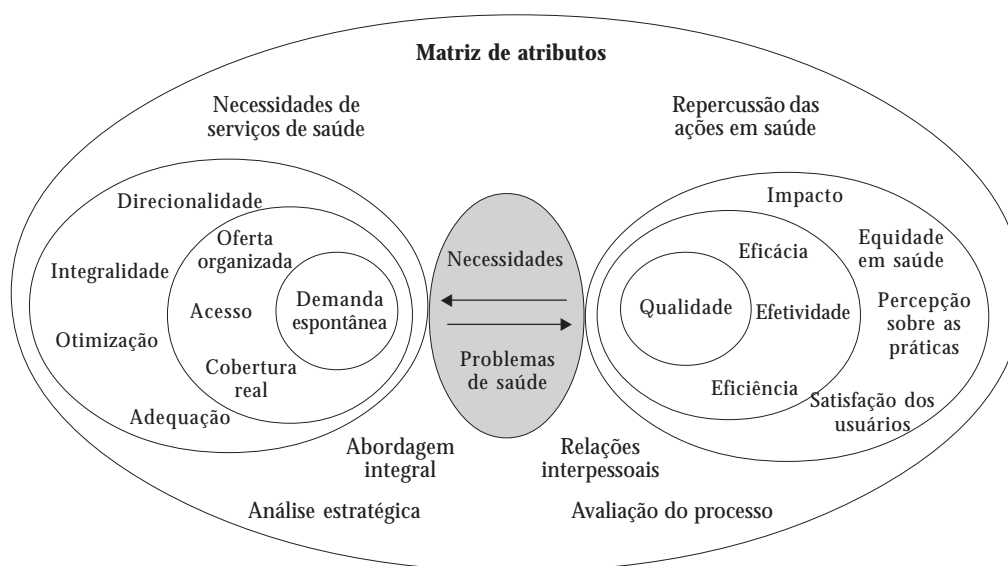 Matriz de atributos
Necessidades de
serviços de saúde
Direcionalidade
Oferta
organizada
Integralidade
Acesso
Demanda
espontânea
Otimização
Cobertura
real
Adequação
Abordagem
integral
Análise estratégica
Necessidades
Problemas
de saúde
Repercussão das
ações em saúde
Impacto
Eficácia
Equidade
em saúde
Qualidade
Efetividade
Percepção
sobre as
práticas
Eficiência
Satisfação dos
usuários
Relações
interpessoais
Avaliação do processo